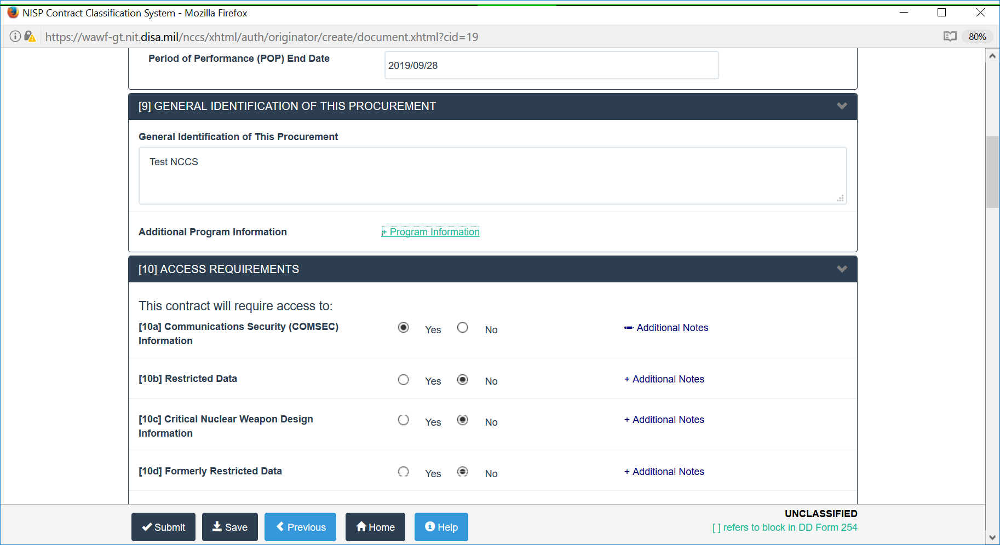 NISP Contract Classification System - Mozilla Firefox
https://wawf-gt.nit.disa.mil/nccs/xhtml/auth/originator/create/document.xhtml?cid=19
80%
Period of Performance (POP) End Date
2019/09/28
[9] GENERAL IDENTIFICATION OF THIS PROCUREMENT
General Identification of This Procurement
Test NCCS
Additional Program Information
+ Program Information
[10] ACCESS REQUIREMENTS
This contract will require access to:
[10a] Communications Security (COMSEC)
Information
Yes No
- Additional Notes
[10b] Restricted Data
Yes No
+ Additional Notes
[10c] Critical Nuclear Weapon Design
Information
Yes No
+ Additional Notes
[10d] Formerly Restricted Data
Yes No
+ Additional Notes
Submit Save Previous Home Help
UNCLASSIFIED
[ ] refers to block in DD Form 254